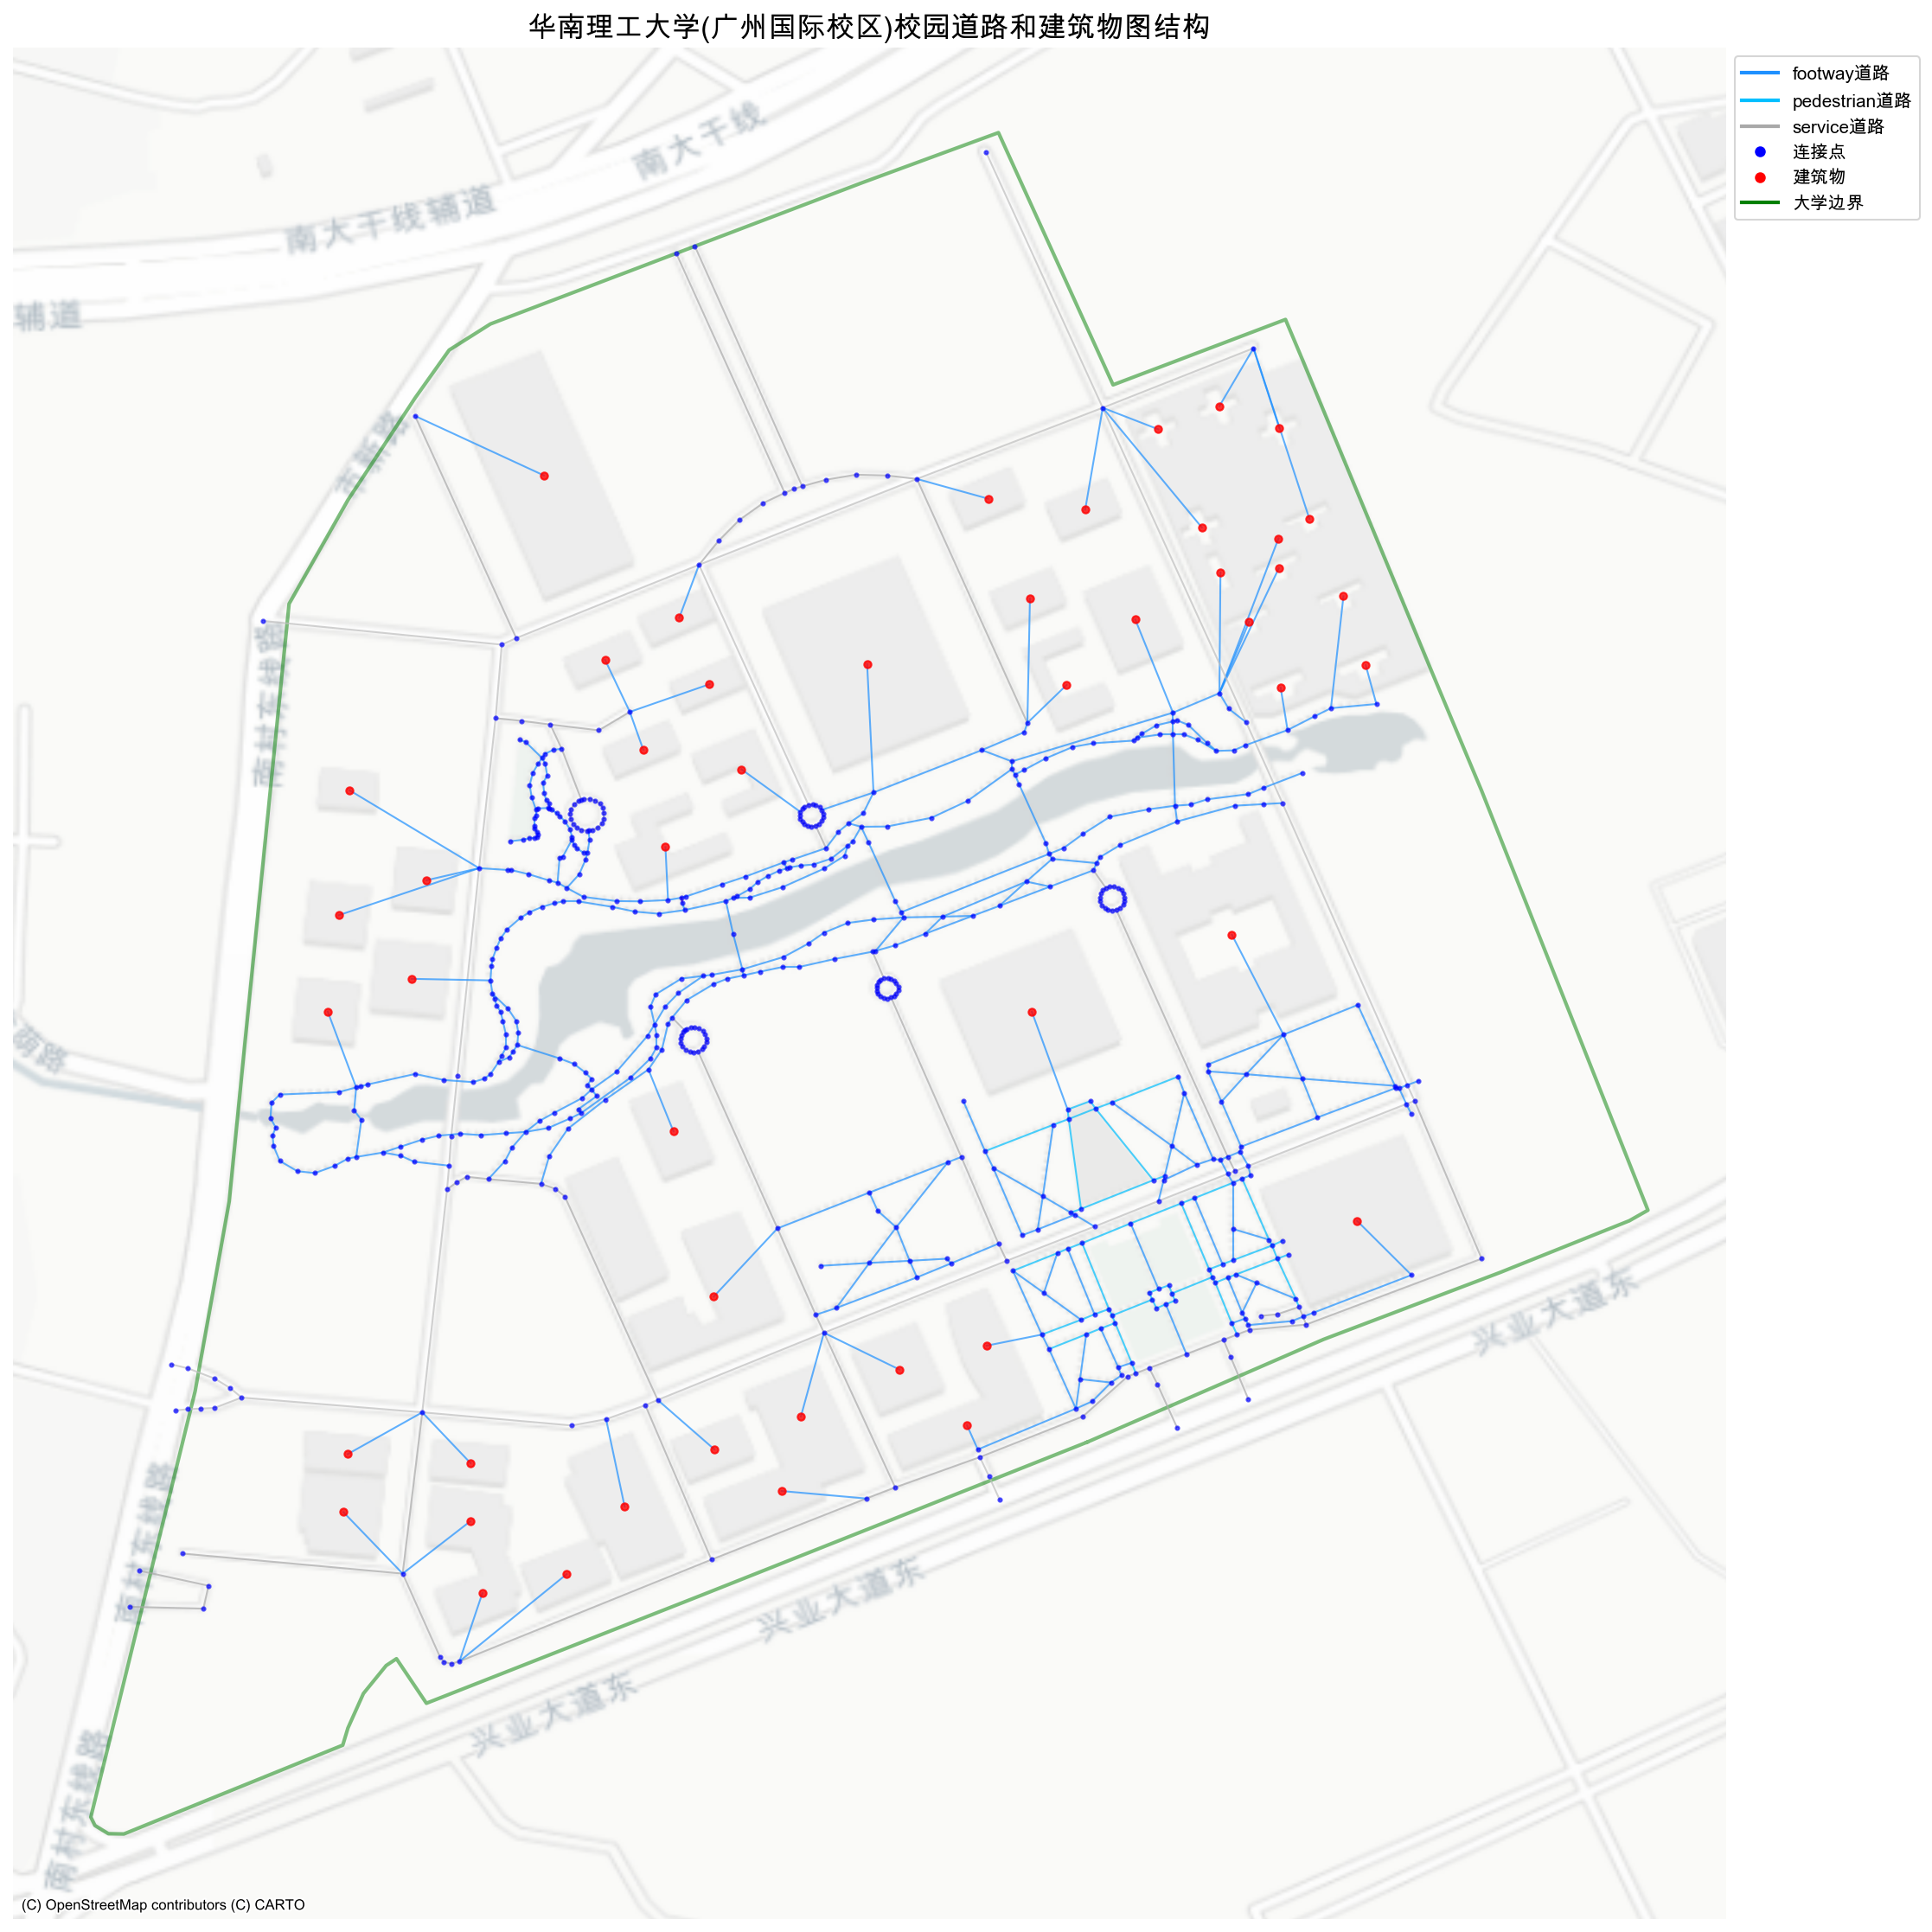 华南理工大学(广州国际校区)校园道路和建筑物图结构
footway道路
pedestrian道路
service道路
连接点
建筑物
大学边界
南大干线
南大干线辅道
辅道
市新路
南村东线路
萌路
兴业大道东
南村东线路
兴业大道东
兴业大道东
南村东线路
(C) OpenStreetMap contributors (C) CARTO